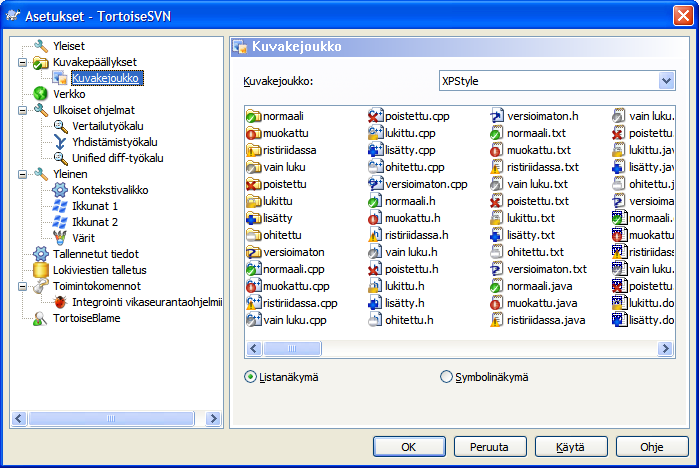 Asetukset - TortoiseSVN
Yleiset
Kuvakepäällykset
Kuvakejoukko
Verkko
Ulkoiset ohjelmat
Vertailutyökalu
Yhdistämistyökalu
Unified diff-työkalu
Yleinen
Kontekstivalikko
Ikkunat 1
Ikkunat 2
Värit
Tallennetut tiedot
Lokiviestien talletus
Toimintokomennot
Integrointi vikaseurantaohjelmii
TortoiseBlame
Kuvakejoukko
Kuvakejoukko:
XPStyle
normaali
muokattu
ristiriidassa
vain luku
poistettu
lukittu
lisätty
ohitettu
versioimaton
normaali.cpp
muokattu.cpp
ristiriidassa.cpp
vain luku.cpp
poistettu.cpp
lukittu.cpp
lisätty.cpp
ohitettu.cpp
versioimaton.cpp
normaali.h
muokattu.h
ristiriidassa.h
vain luku.h
poistettu.h
lukittu.h
lisätty.h
ohitettu.h
versioimaton.h
normaali.txt
muokattu.txt
ristiriidassa.txt
vain luku.txt
poistettu.txt
lukittu.txt
lisätty.txt
ohitettu.txt
versioimaton.txt
normaali.java
muokattu.java
ristiriidassa.java
vain luku.
poistettu.
lukittu.ja
lisätty.ja
ohitettu.j
versioimat
normaali.
muokattu.
ristiriidas
vain luku.
poistettu.
lukittu.do
lisätty.do
Listanäkymä
Symbolinäkymä
OK
Peruuta
Käytä
Ohje